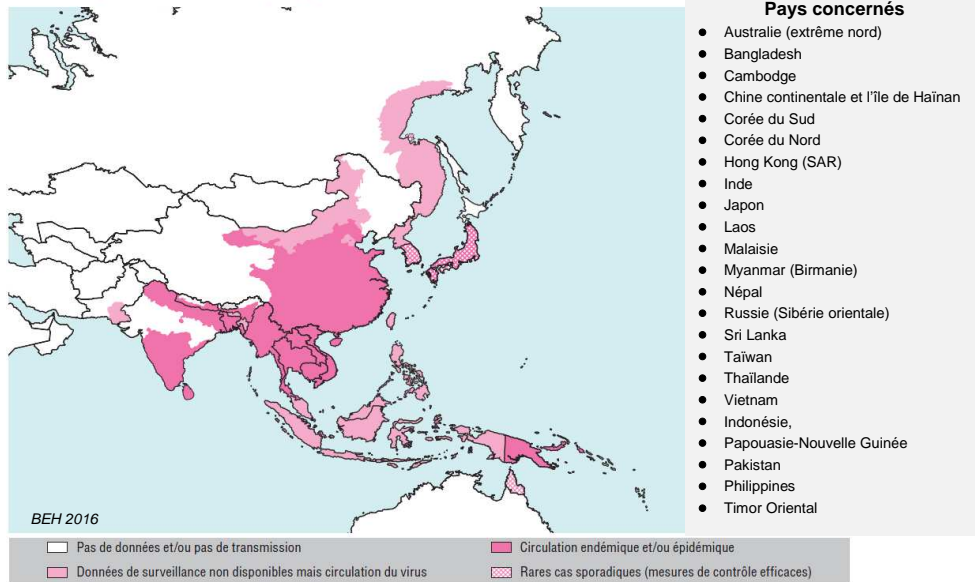 Pays concernés
● Australie (extrême nord)
● Bangladesh
● Cambodge
● Chine continentale et l'île de Haïnan
● Corée du Sud
● Corée du Nord
● Hong Kong (SAR)
● Inde
● Japon
● Laos
● Malaisie
● Myanmar (Birmanie)
● Népal
● Russie (Sibérie orientale)
● Sri Lanka
● Taïwan
● Thaïlande
● Vietnam
● Indonésie,
● Papouasie-Nouvelle Guinée
● Pakistan
● Philippines
● Timor Oriental
BEH 2016
Pas de données et/ou pas de transmission
Circulation endémique et/ou épidémique
Données de surveillance non disponibles mais circulation du virus
Rares cas sporadiques (mesures de contrôle efficaces)